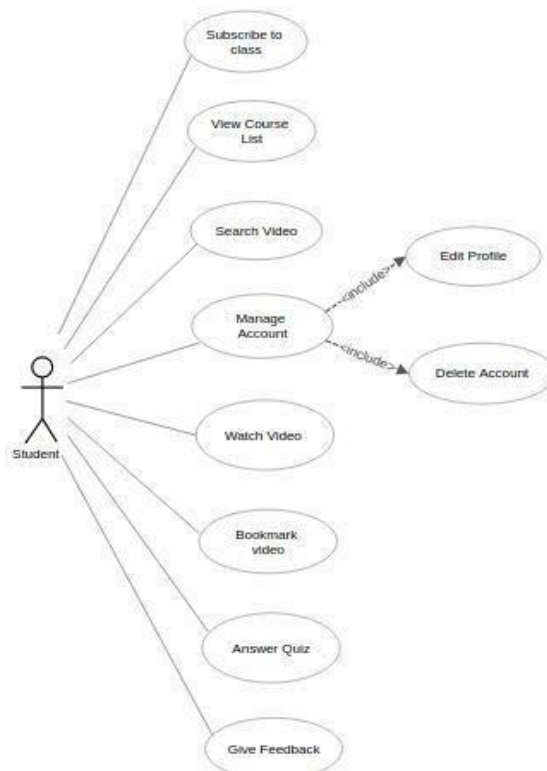 Subscribe to
class
View Course
List
Search Video
Edit Profile
<include>
Manage
Account
<include>
Delete Account
Watch Video
Student
Bookmark
video
Answer Quiz
Give Feedback